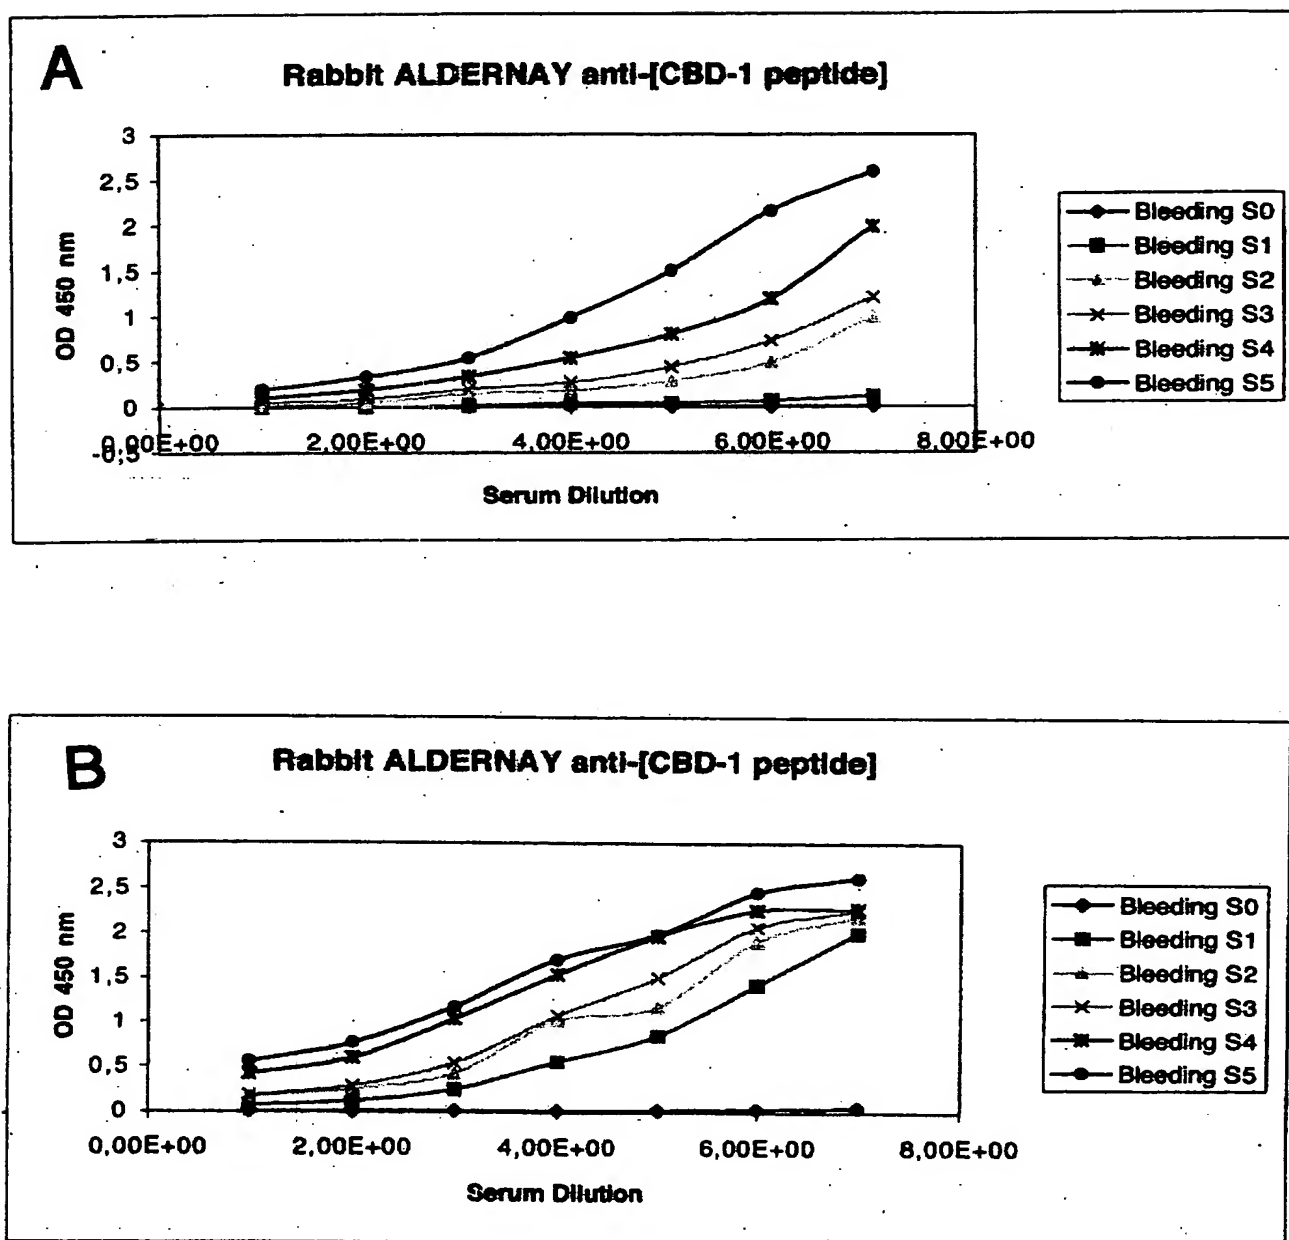 A
Rabbit ALDERNAY anti-[CBD-1 peptide]
3
2,5
2
1,5
1
0,5
0
-0,5
OD 450 nm
0,00E+00 2,00E+00 4,00E+00 6,00E+00 8,00E+00
Serum Dilution
Bleeding S0
Bleeding S1
Bleeding S2
Bleeding S3
Bleeding S4
Bleeding S5
B
Rabbit ALDERNAY anti-[CBD-1 peptide]
3
2,5
2
1,5
1
0,5
0
OD 450 nm
0,00E+00 2,00E+00 4,00E+00 6,00E+00 8,00E+00
Serum Dilution
Bleeding S0
Bleeding S1
Bleeding S2
Bleeding S3
Bleeding S4
Bleeding S5